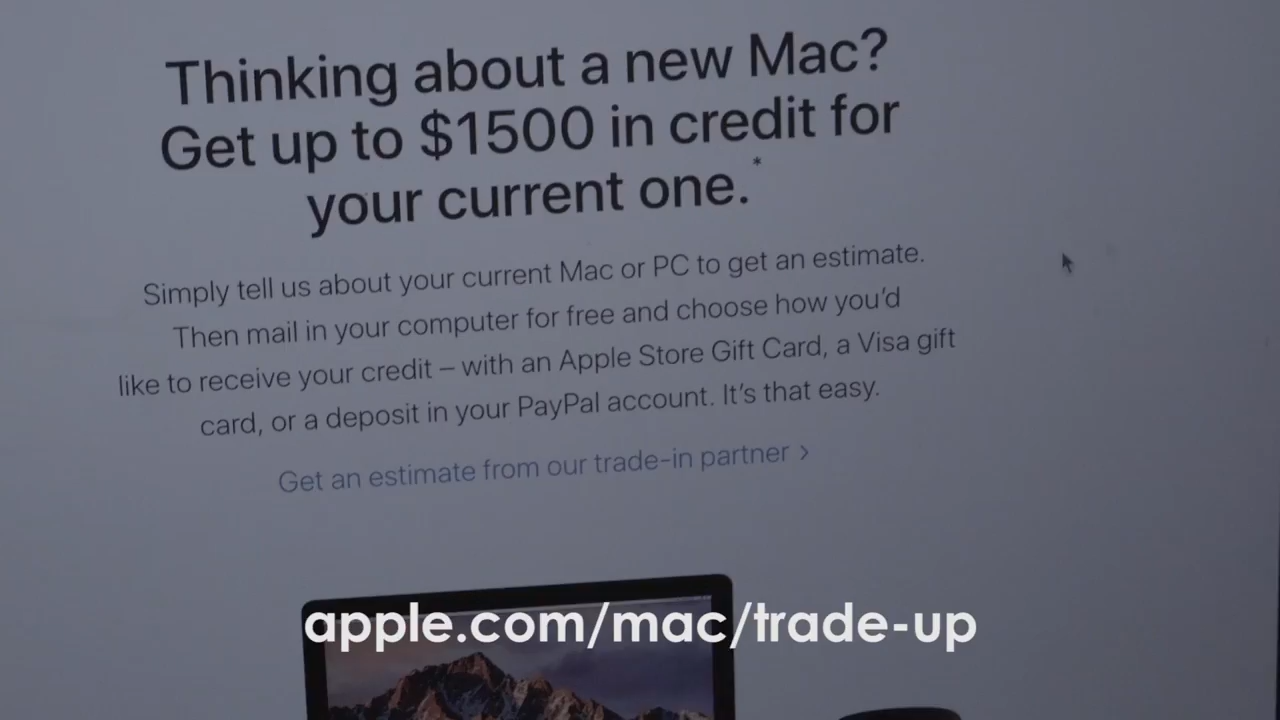 Thinking about a new Mac?
Get up to $1500 in credit for
your current one.*
Simply tell us about your current Mac or PC to get an estimate.
Then mail in your computer for free and choose how you'd
like to receive your credit – with an Apple Store Gift Card, a Visa gift
card, or a deposit in your PayPal account. It's that easy.
Get an estimate from our trade-in partner >
apple.com/mac/trade-up